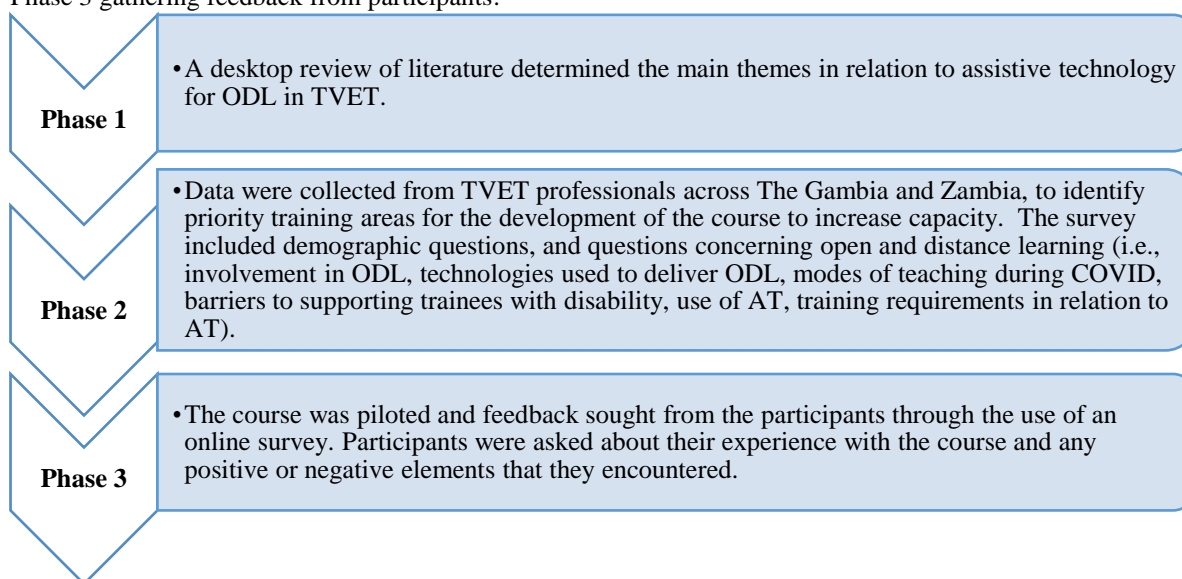 Phase 3 gathering feedback from participants.
Phase 1
•A desktop review of literature determined the main themes in relation to assistive technology
for ODL in TVET.
Phase 2
•Data were collected from TVET professionals across The Gambia and Zambia, to identify
priority training areas for the development of the course to increase capacity. The survey
included demographic questions, and questions concerning open and distance learning (i.e.,
involvement in ODL, technologies used to deliver ODL, modes of teaching during COVID,
barriers to supporting trainees with disability, use of AT, training requirements in relation to
AT).
Phase 3
•The course was piloted and feedback sought from the participants through the use of an
online survey. Participants were asked about their experience with the course and any
positive or negative elements that they encountered.